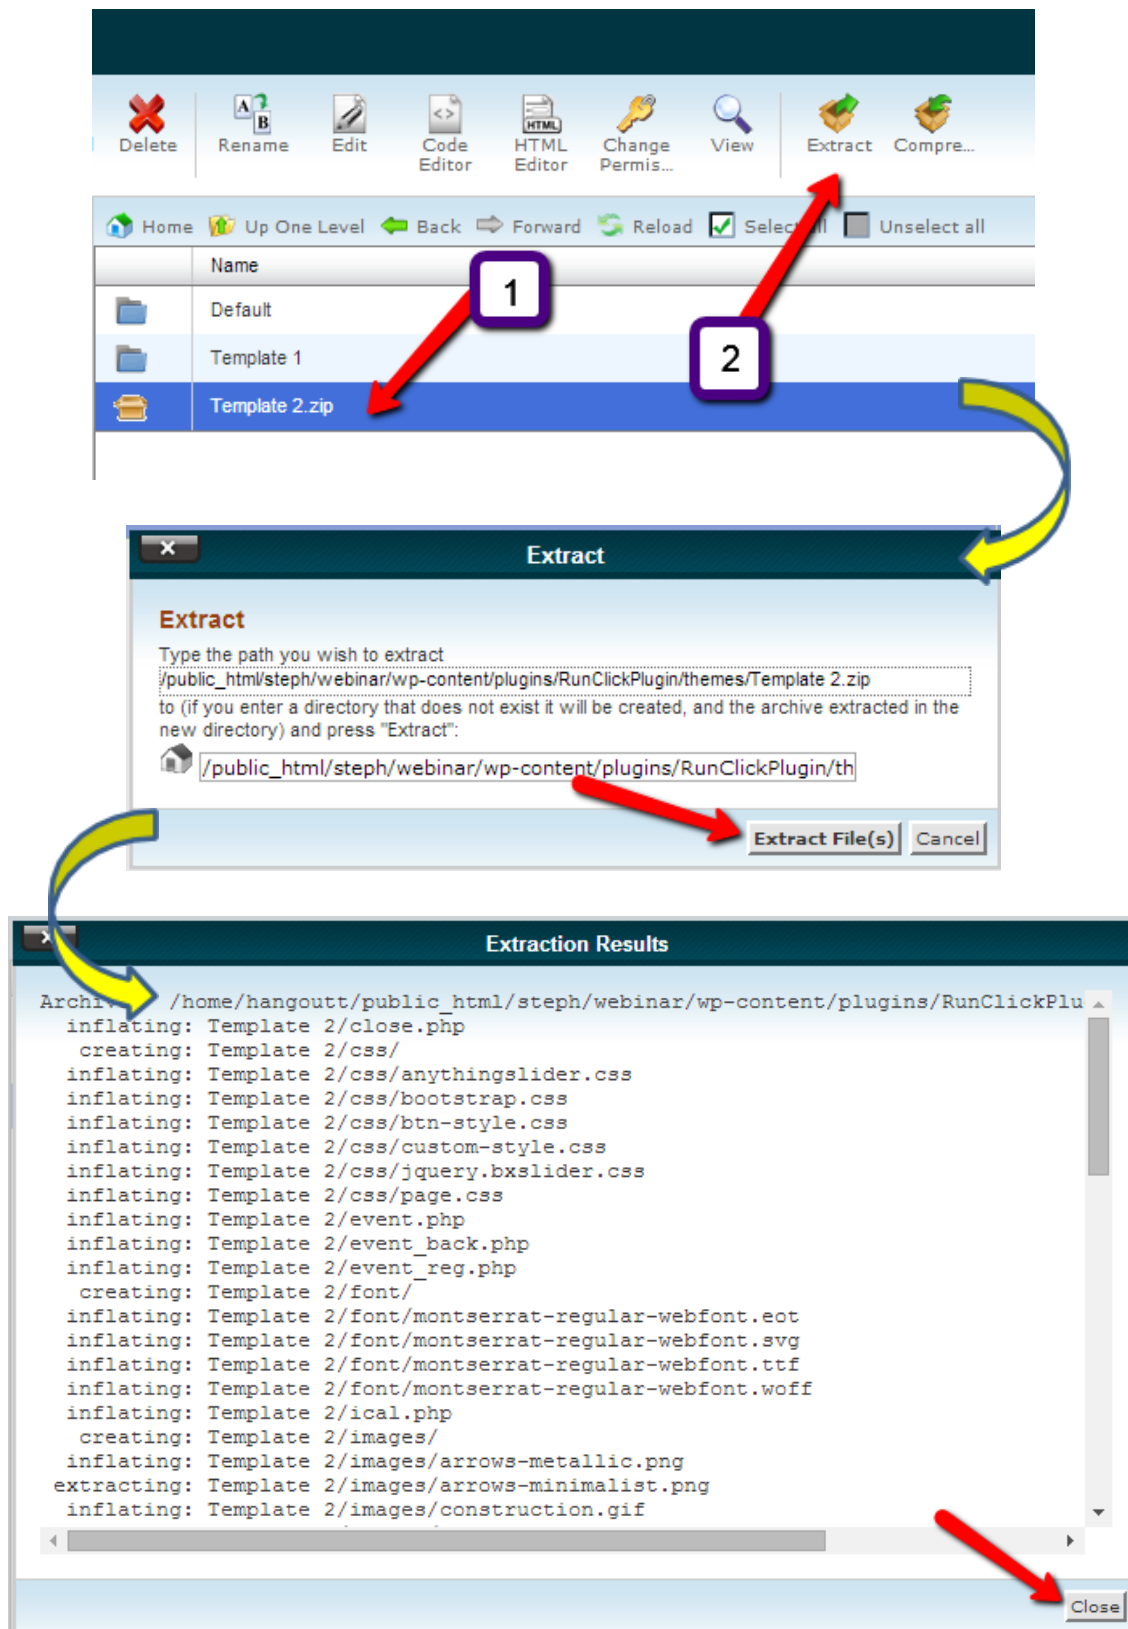 Delete Rename Edit Code Editor HTML Editor Change Permis... View Extract Compre...
A B
<>
HTML
Home Up One Level Back Forward Reload Select all Unselect all
Name
1
Default
2
Template 1
Template 2.zip
× Extract
Extract
Type the path you wish to extract
/public_html/steph/webinar/wp-content/plugins/RunClickPlugin/themes/Template 2.zip
to (if you enter a directory that does not exist it will be created, and the archive extracted in the
new directory) and press "Extract":
/public_html/steph/webinar/wp-content/plugins/RunClickPlugin/th
Extract File(s) Cancel
Extraction Results
/home/hangoutt/public_html/steph/webinar/wp-content/plugins/RunClickPlu
inflating: Template 2/close.php
creating: Template 2/css/
inflating: Template 2/css/anythingslider.css
inflating: Template 2/css/bootstrap.css
inflating: Template 2/css/btn-style.css
inflating: Template 2/css/custom-style.css
inflating: Template 2/css/jquery.bxslider.css
inflating: Template 2/css/page.css
inflating: Template 2/event.php
inflating: Template 2/event_back.php
inflating: Template 2/event_reg.php
creating: Template 2/font/
inflating: Template 2/font/montserrat-regular-webfont.eot
inflating: Template 2/font/montserrat-regular-webfont.svg
inflating: Template 2/font/montserrat-regular-webfont.ttf
inflating: Template 2/font/montserrat-regular-webfont.woff
inflating: Template 2/ical.php
creating: Template 2/images/
inflating: Template 2/images/arrows-metallic.png
extracting: Template 2/images/arrows-minimalist.png
inflating: Template 2/images/construction.gif
Close